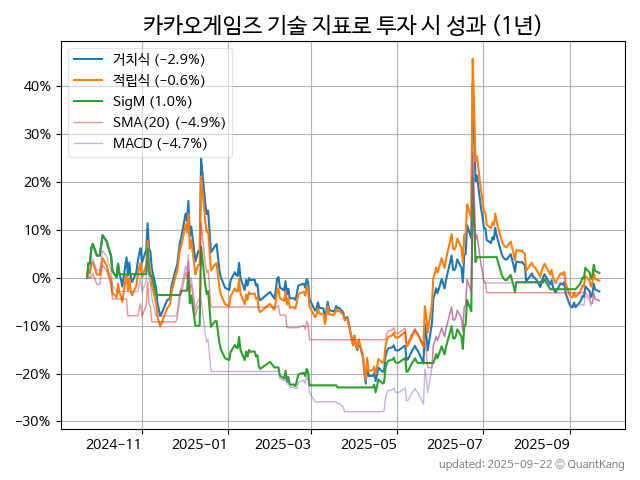 카카오게임즈 기술 지표로 투자 시 성과 (1년)
거치식 (−2.9%)
적립식 (−0.6%)
SigM (1.0%)
SMA(20) (−4.9%)
MACD (−4.7%)
40%
30%
20%
10%
0%
−10%
−20%
−30%
2024-11 2025-01 2025-03 2025-05 2025-07 2025-09
updated: 2025-09-22 © QuantKang